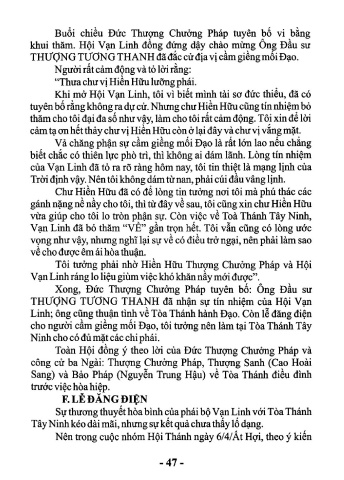 Buổi chiều Đức Thượng Chưởng Pháp tuyên bố vi bằng
khui thăm. Hội Vạn Linh đồng đứng dậy chào mừng Ông Đầu sư
THƯỢNG TƯƠNG THANH đã đắc cử địa vị cầm giềng mối Đạo.
Người rất cảm động và tỏ lời rằng:
“Thưa chư vị Hiền Hữu lưỡng phái.
Khi mở Hội Vạn Linh, tôi vì biết mình tài sơ đức thiếu, đã có
tuyên bố rằng không ra dự cử. Nhưng chư Hiền Hữu cũng tín nhiệm bỏ
thăm cho tôi đại đa số như vậy, làm cho tôi rất cảm động. Tôi xin để lời
cảm tạ ơn hết thảy chư vị Hiền Hữu còn ở lại đây và chư vị vắng mặt.
Và chăng phận sự cầm giềng mối Đạo là rất lớn lao nếu chẳng
biết chắc có thiên lực phò trì, thì không ai dám lãnh. Lòng tín nhiệm
của Vạn Linh đã tỏ ra rõ ràng hôm nay, tôi tin thiệt là mạng lịnh của
Trời định vậy. Nên tôi không dám từ nan, phải cúi đầu vâng lịnh.
Chư Hiền Hữu đã có để lòng tin tưởng nơi tôi mà phú thác các
gánh nặng nề nầy cho tôi, thì từ đây về sau, tôi cũng xin chư Hiền Hữu
vừa giúp cho tôi lo tròn phận sự. Còn việc về Toà Thánh Tây Ninh,
Vạn Linh đã bỏ thăm “VỀ” gần trọn hết. Tôi vẫn cũng có lòng ước
vọng như vậy, nhưng nghĩ lại sự về có điều trở ngại, nên phải làm sao
về cho được êm ái hòa thuận.
Tôi tưởng phải nhờ Hiền Hữu Thượng Chưởng Pháp và Hội
Vạn Linh ráng lo liệu giùm việc khó khăn nầy mới được”.
Xong, Đức Thượng Chưởng Pháp tuyên bố: Ông Đầu sư
THƯỢNG TƯƠNG THANH đã nhận sự tín nhiệm của Hội Vạn
Linh; ông cũng thuận tình về Tòa Thánh hành Đạo. Còn lễ đăng điện
cho người cầm giềng mối Đạo, tôi tưởng nên làm tại Tòa Thánh Tây
Ninh cho có đủ mặt các chi phái.
Toàn Hội đồng ý theo lời của Đức Thượng Chưởng Pháp và
công cử ba Ngài: Thượng Chưởng Pháp, Thượng Sanh (Cao Hoài
Sang) và Bảo Pháp (Nguyễn Trung Hậu) về Tòa Thánh điều đình
trước việc hòa hiệp.
F. LỄ ĐĂNG ĐIỆN
Sự thương thuyết hòa bình của phái bộ Vạn Linh với Tòa Thánh
Tây Ninh kéo dài mãi, nhưng sự kết quả chưa thấy lố dạng.
Nên trong cuộc nhóm Hội Thánh ngày 6/4/Ất Hợi, theo ý kiến
- 47 -